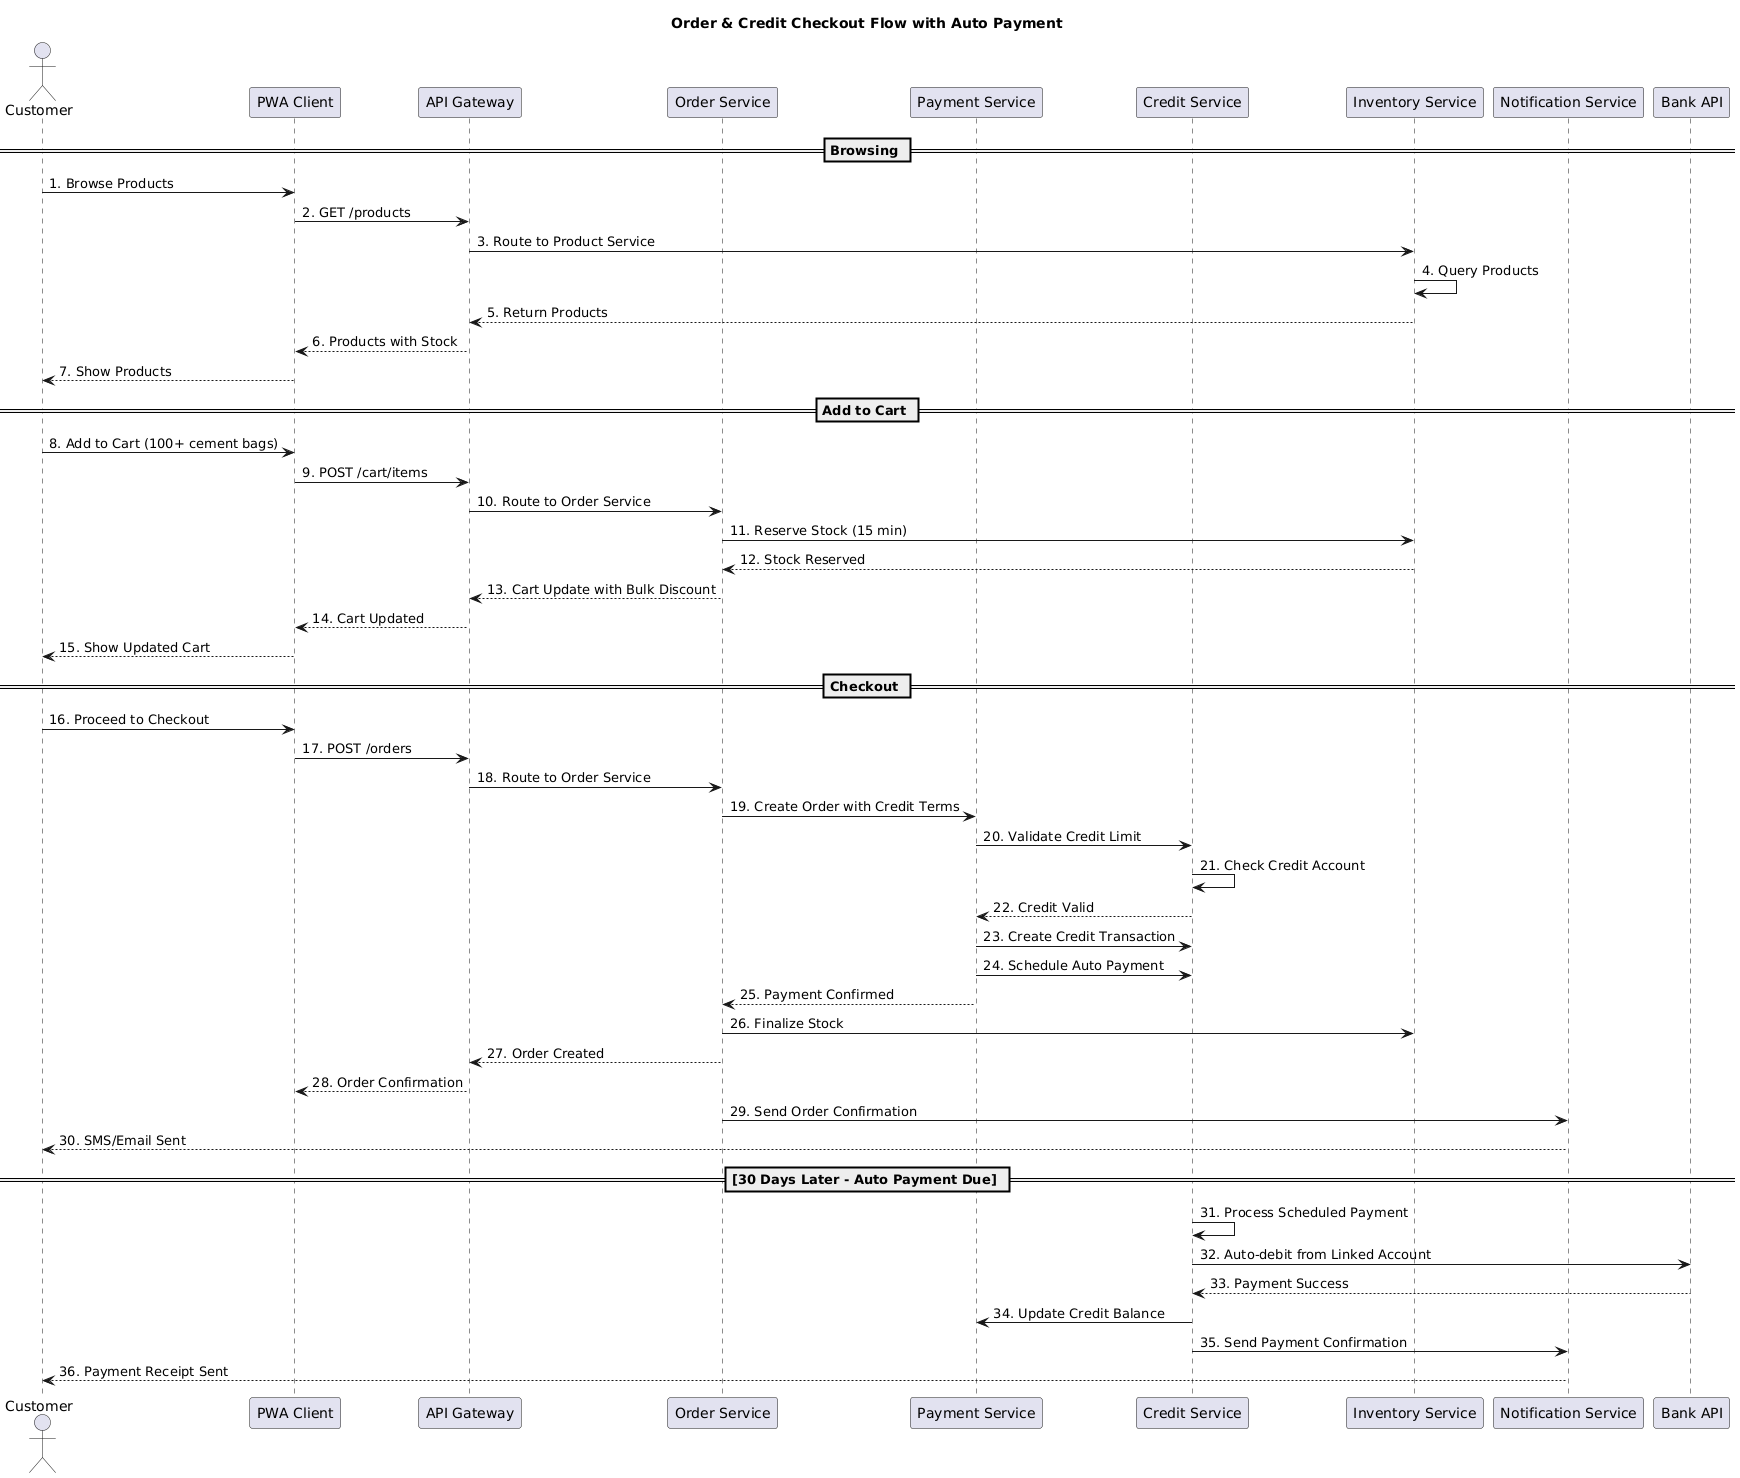 Order & Credit Checkout Flow with Auto Payment
Customer
PWA Client
API Gateway
Order Service
Payment Service
Credit Service
Inventory Service
Notification Service
Bank API
Browsing
1. Browse Products
2. GET /products
3. Route to Product Service
4. Query Products
5. Return Products
6. Products with Stock
7. Show Products
Add to Cart
8. Add to Cart (100+ cement bags)
9. POST /cart/items
10. Route to Order Service
11. Reserve Stock (15 min)
12. Stock Reserved
13. Cart Update with Bulk Discount
14. Cart Updated
15. Show Updated Cart
Checkout
16. Proceed to Checkout
17. POST /orders
18. Route to Order Service
19. Create Order with Credit Terms
20. Validate Credit Limit
21. Check Credit Account
22. Credit Valid
23. Create Credit Transaction
24. Schedule Auto Payment
25. Payment Confirmed
26. Finalize Stock
27. Order Created
28. Order Confirmation
29. Send Order Confirmation
30. SMS/Email Sent
[30 Days Later - Auto Payment Due]
31. Process Scheduled Payment
32. Auto-debit from Linked Account
33. Payment Success
34. Update Credit Balance
35. Send Payment Confirmation
36. Payment Receipt Sent
Customer
PWA Client
API Gateway
Order Service
Payment Service
Credit Service
Inventory Service
Notification Service
Bank API